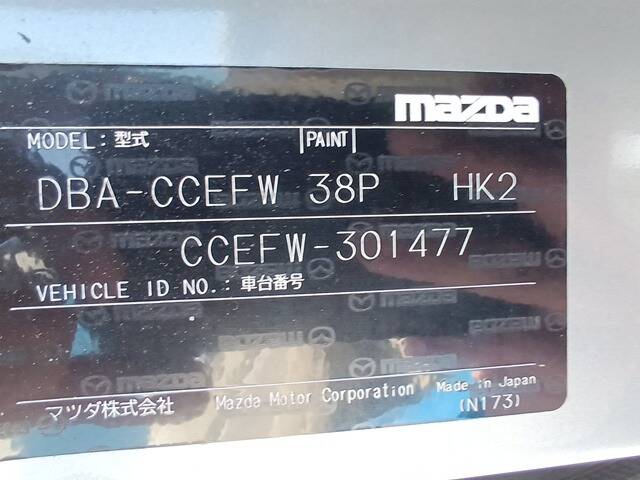 mazda
MODEL: 型式 PAINT
DBA-CCEFW 38P HK2
CCEFW-301477
VEHICLE ID NO.: 車台番号
マツダ株式会社 Mazda Motor Corporation Made in Japan
(N173)